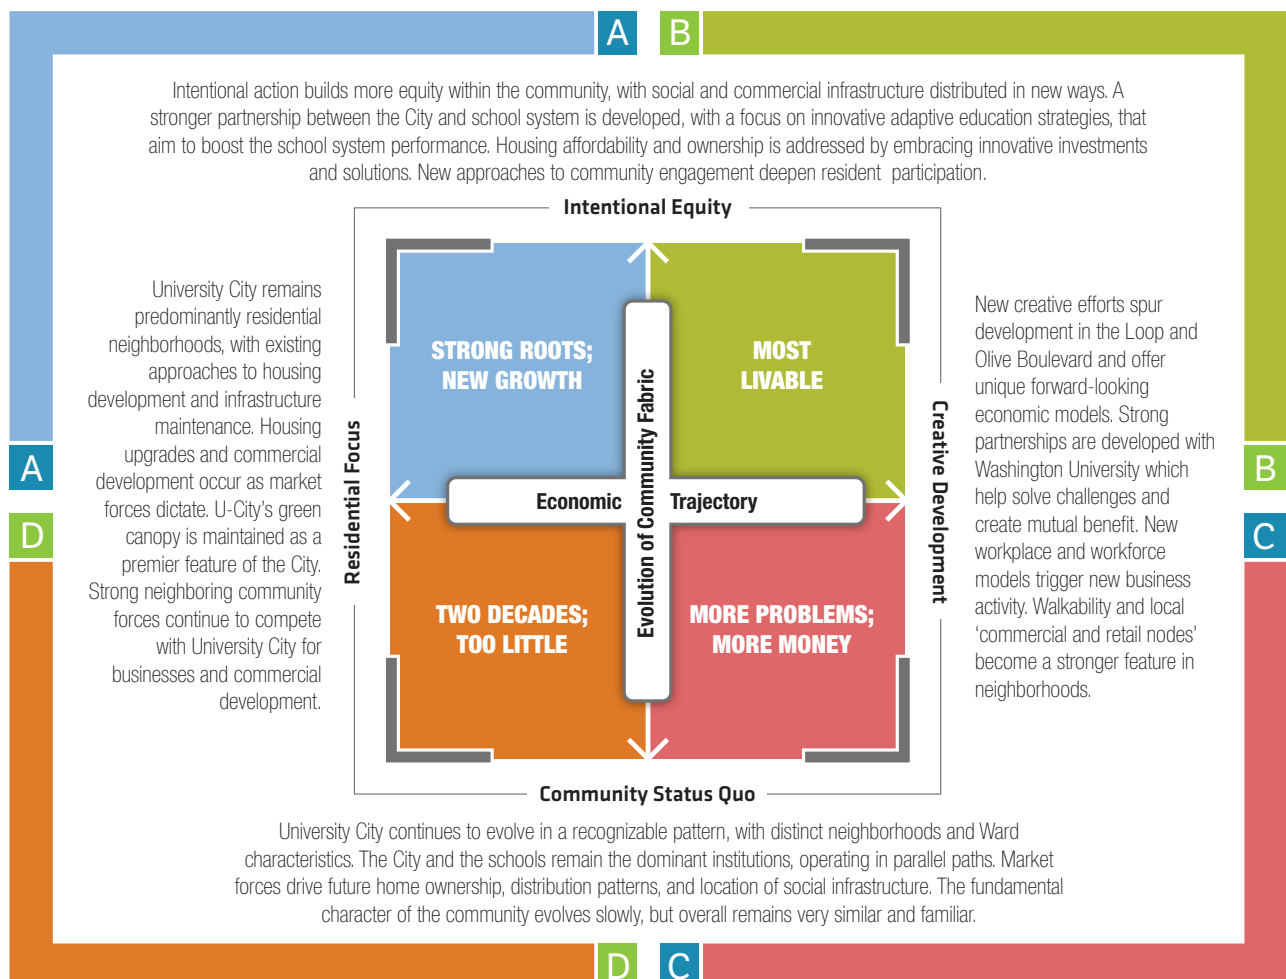 A B
Intentional action builds more equity within the community, with social and commercial infrastructure distributed in new ways. A
stronger partnership between the City and school system is developed, with a focus on innovative adaptive education strategies, that
aim to boost the school system performance. Housing affordability and ownership is addressed by embracing innovative investments
and solutions. New approaches to community engagement deepen resident participation.
Intentional Equity
University City remains
predominantly residential
neighborhoods, with existing
approaches to housing
development and infrastructure
maintenance. Housing
upgrades and commercial
development occur as market
forces dictate. U-City’s green
canopy is maintained as a
premier feature of the City.
Strong neighboring community
forces continue to compete
with University City for
businesses and commercial
development.
A
D
Residential Focus
STRONG ROOTS;
NEW GROWTH
MOST
LIVABLE
Economic Trajectory
Evolution of Community Fabric
TWO DECADES;
TOO LITTLE
MORE PROBLEMS;
MORE MONEY
Creative Development
New creative efforts spur
development in the Loop and
Olive Boulevard and offer
unique forward-looking
economic models. Strong
partnerships are developed with
Washington University which
help solve challenges and
create mutual benefit. New
workplace and workforce
models trigger new business
activity. Walkability and local
‘commercial and retail nodes’
become a stronger feature in
neighborhoods.
B
C
Community Status Quo
University City continues to evolve in a recognizable pattern, with distinct neighborhoods and Ward
characteristics. The City and the schools remain the dominant institutions, operating in parallel paths. Market
forces drive future home ownership, distribution patterns, and location of social infrastructure. The fundamental
character of the community evolves slowly, but overall remains very similar and familiar.
D C